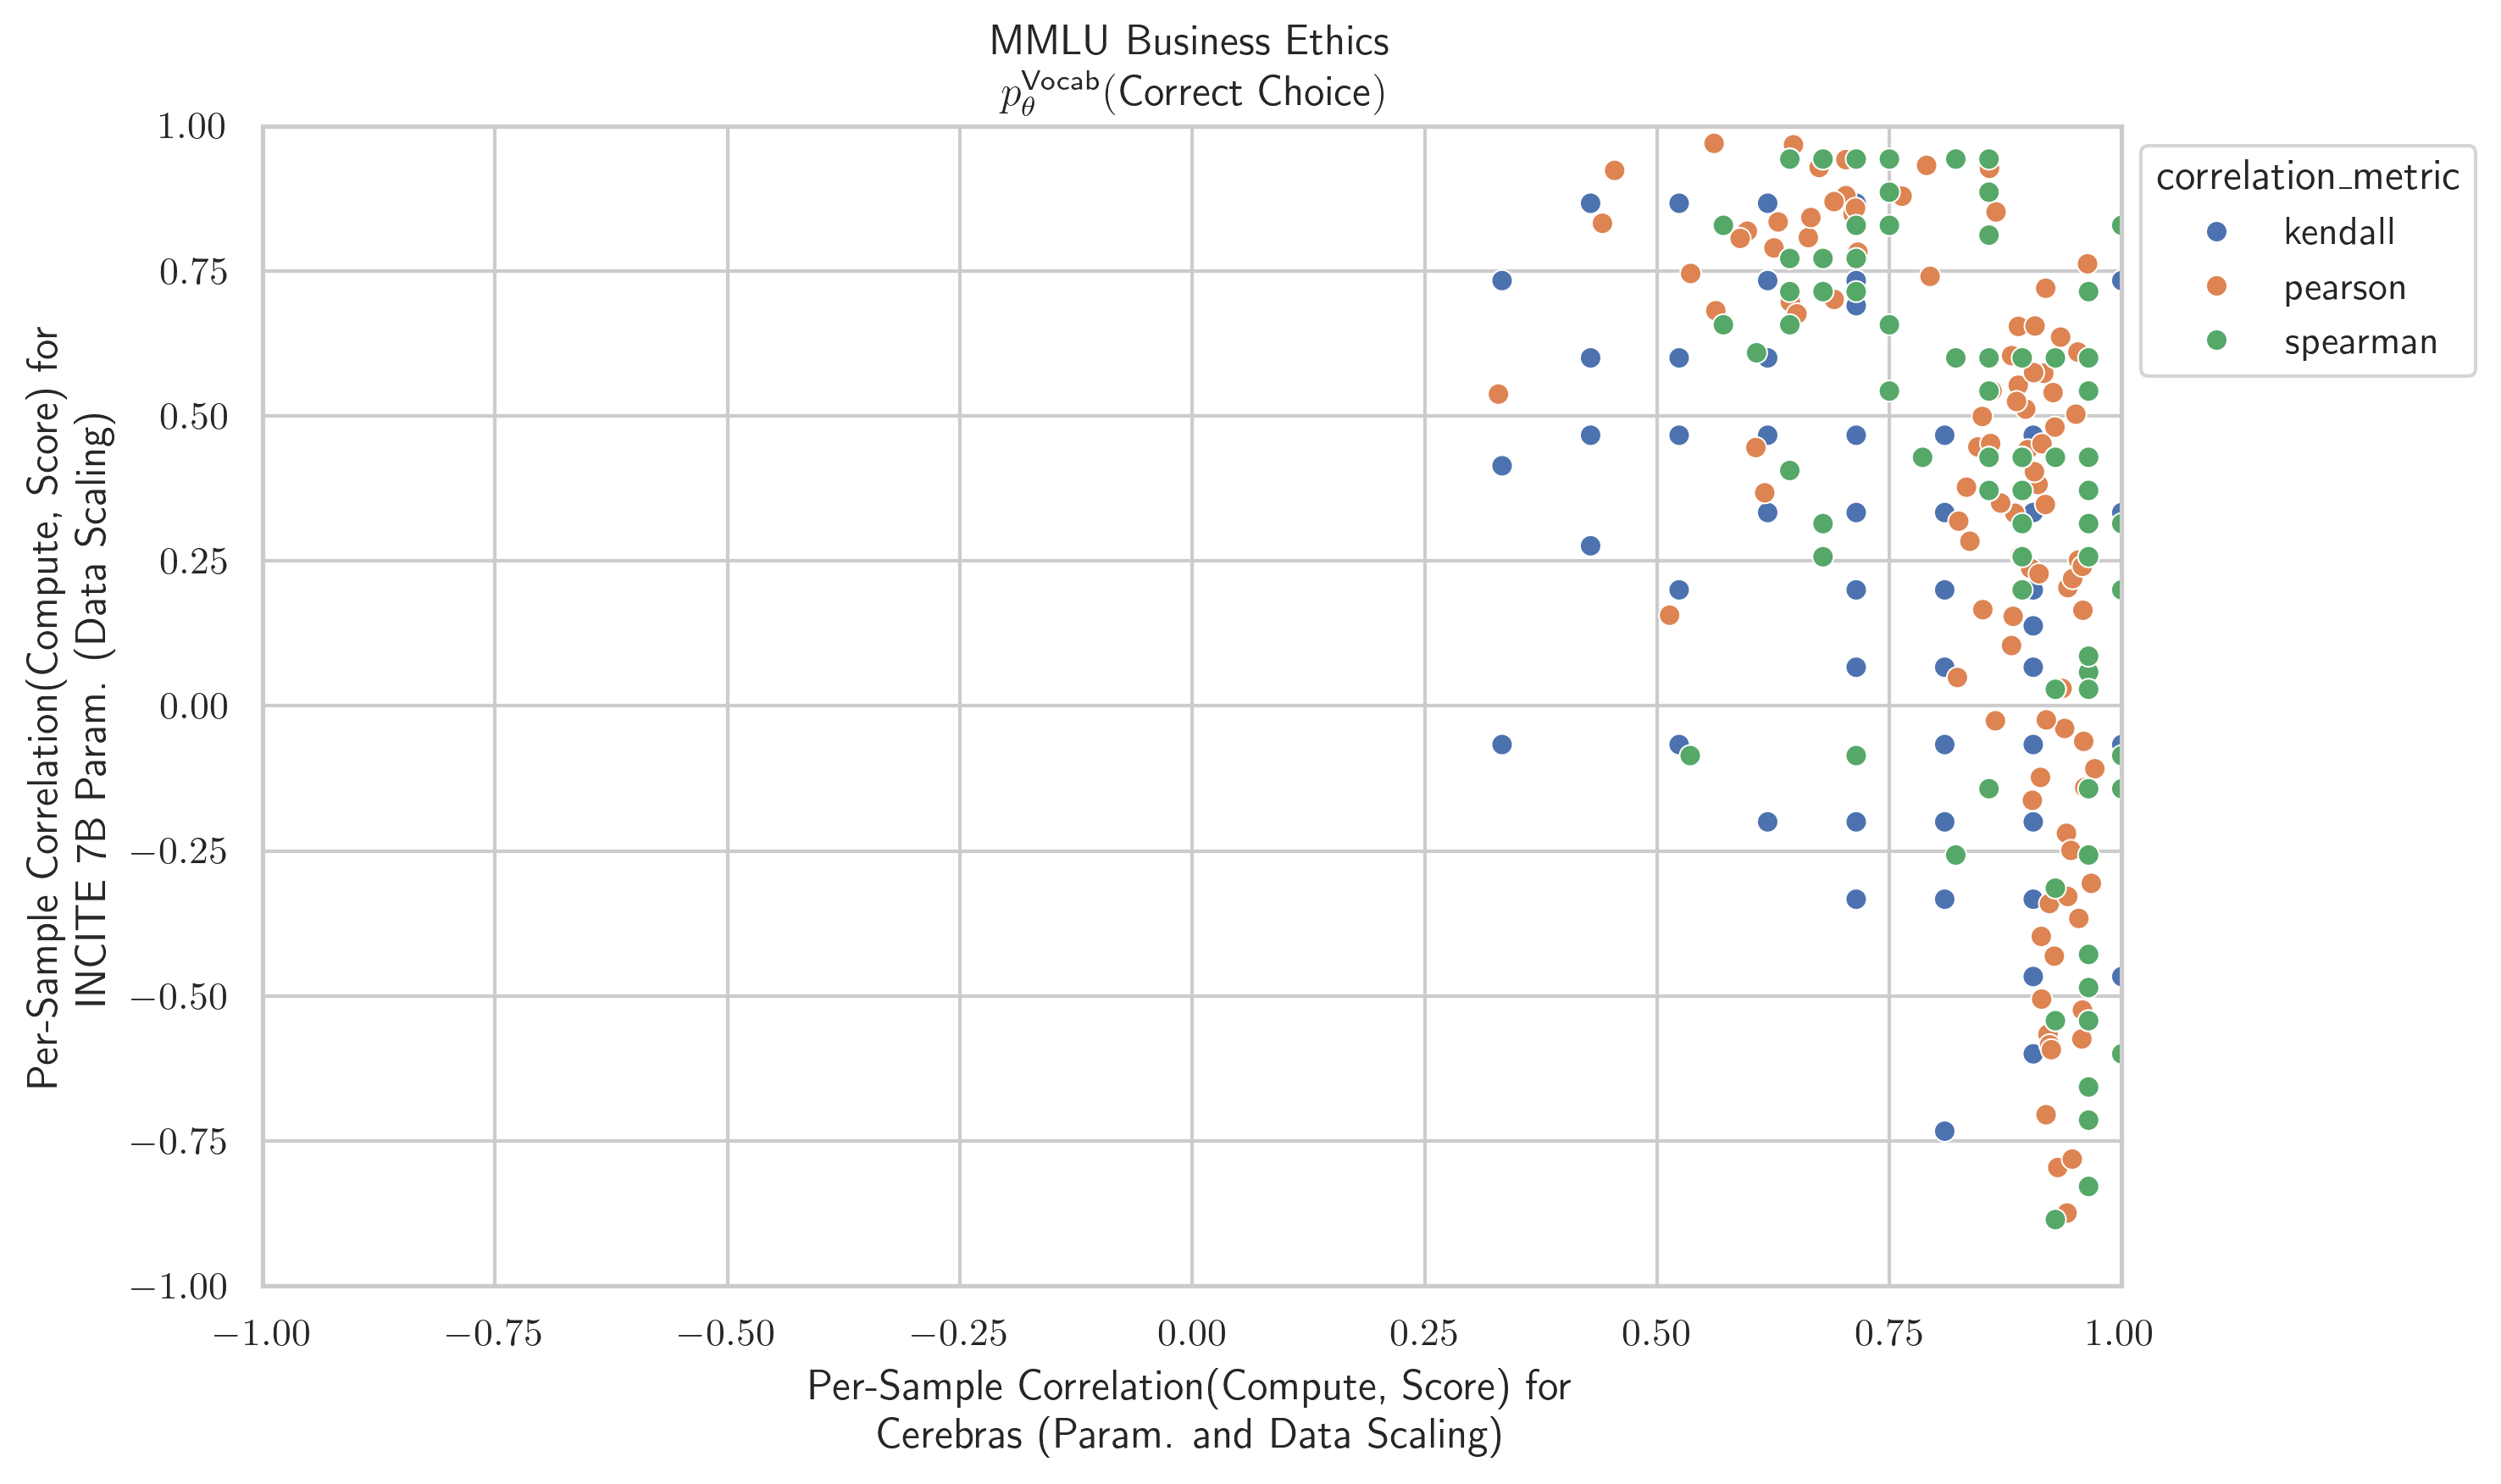 MMLU Business Ethics
p_θ^Vocab(Correct Choice)
Per-Sample Correlation(Compute, Score) for
INCITE 7B Param. (Data Scaling)
1.00
0.75
0.50
0.25
0.00
−0.25
−0.50
−0.75
−1.00
−1.00
−0.75
−0.50
−0.25
0.00
0.25
0.50
0.75
1.00
Per-Sample Correlation(Compute, Score) for
Cerebras (Param. and Data Scaling)
correlation_metric
kendall
pearson
spearman